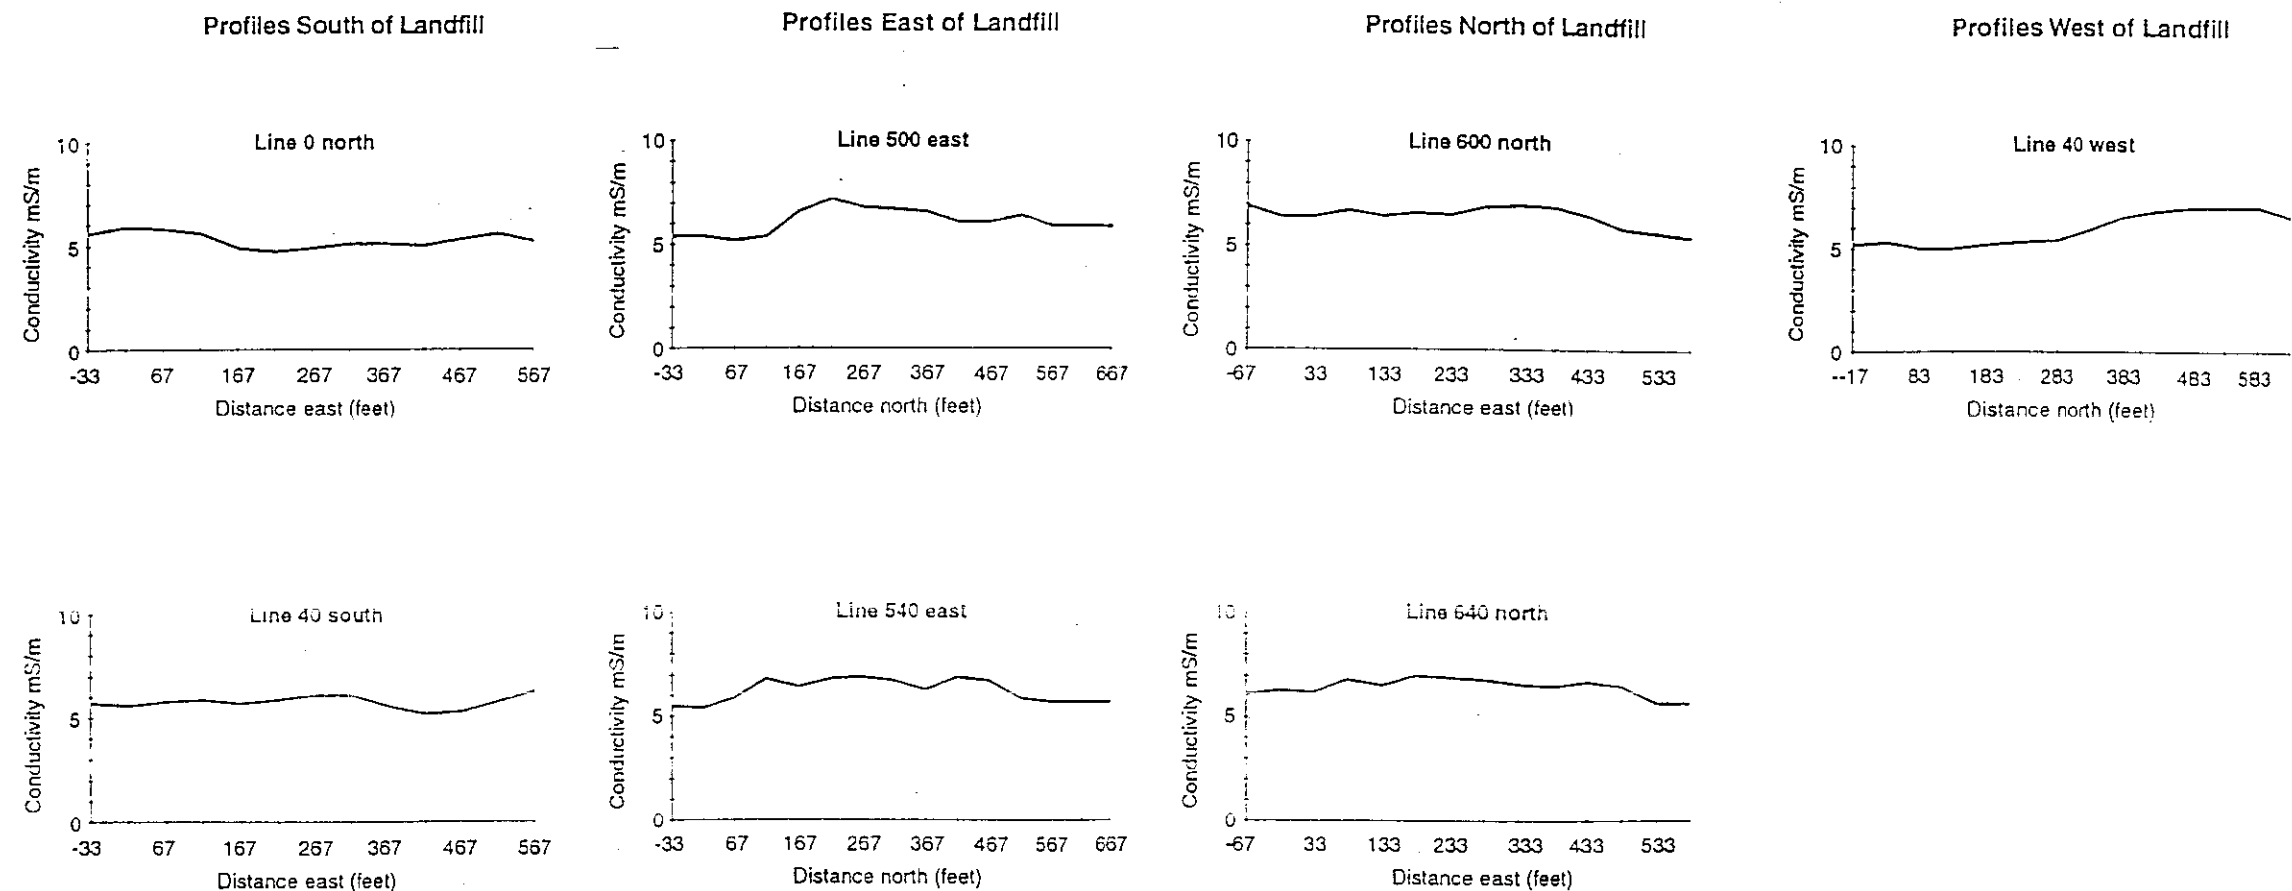 Profiles South of Landfill
Profiles East of Landfill
Profiles North of Landfill
Profiles West of Landfill
Line 0 north
10
5
0
Conductivity mS/m
-33 67 167 267 367 467 567
Distance east (feet)
Line 500 east
10
5
0
Conductivity mS/m
-33 67 167 267 367 467 567 667
Distance north (feet)
Line 600 north
10
5
0
Conductivity mS/m
-67 33 133 233 333 433 533
Distance east (feet)
Line 40 west
10
5
0
Conductivity mS/m
--17 83 183 283 383 483 583
Distance north (feet)
Line 40 south
10
5
0
Conductivity mS/m
-33 67 167 267 367 467 567
Distance east (feet)
Line 540 east
10
5
0
Conductivity mS/m
-33 67 167 267 367 467 567 667
Distance north (feet)
Line 640 north
10
5
0
Conductivity mS/m
-67 33 133 233 333 433 533
Distance east (feet)